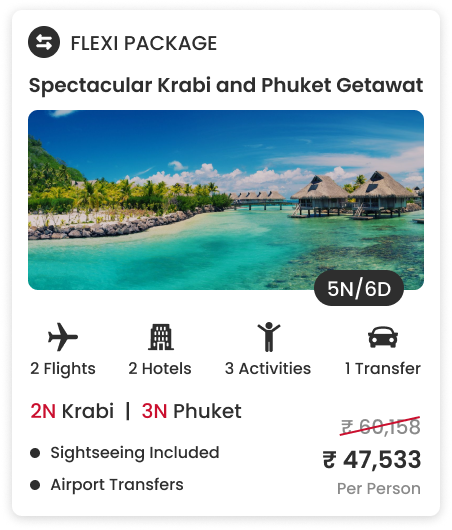 FLEXI PACKAGE
Spectacular Krabi and Phuket Getawat
5N/6D
2 Flights 2 Hotels 3 Activities 1 Transfer
2N Krabi | 3N Phuket
₹ 60,158
Sightseeing Included
₹ 47,533
Airport Transfers
Per Person